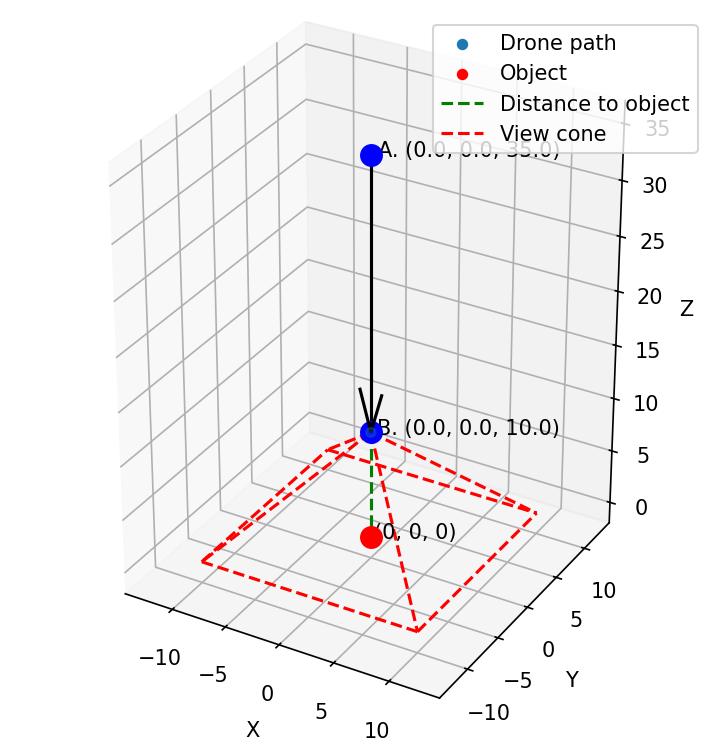 Drone path
Object
Distance to object
View cone
A. (0.0, 0.0, 35.0)
B. (0.0, 0.0, 10.0)
(0, 0, 0)
35
30
25
20
15
10
5
0
Z
−10
−5
0
5
10
X
−10
−5
0
5
10
Y